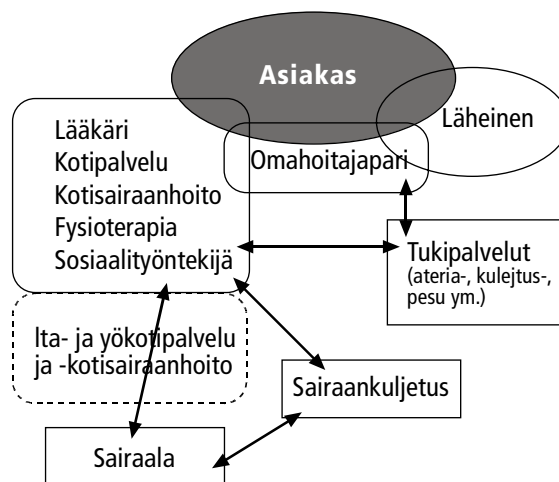 Asiakas
Läheinen
Omahoitajapari
Lääkäri
Kotipalvelu
Kotisairaanhoito
Fysioterapia
Sosiaalityöntekijä
Tukipalvelut
(ateria-, kulejtus-,
pesu ym.)
Ita- ja yökotipalvelu
ja -kotisairaanhoito
Sairaankuljetus
Sairaala